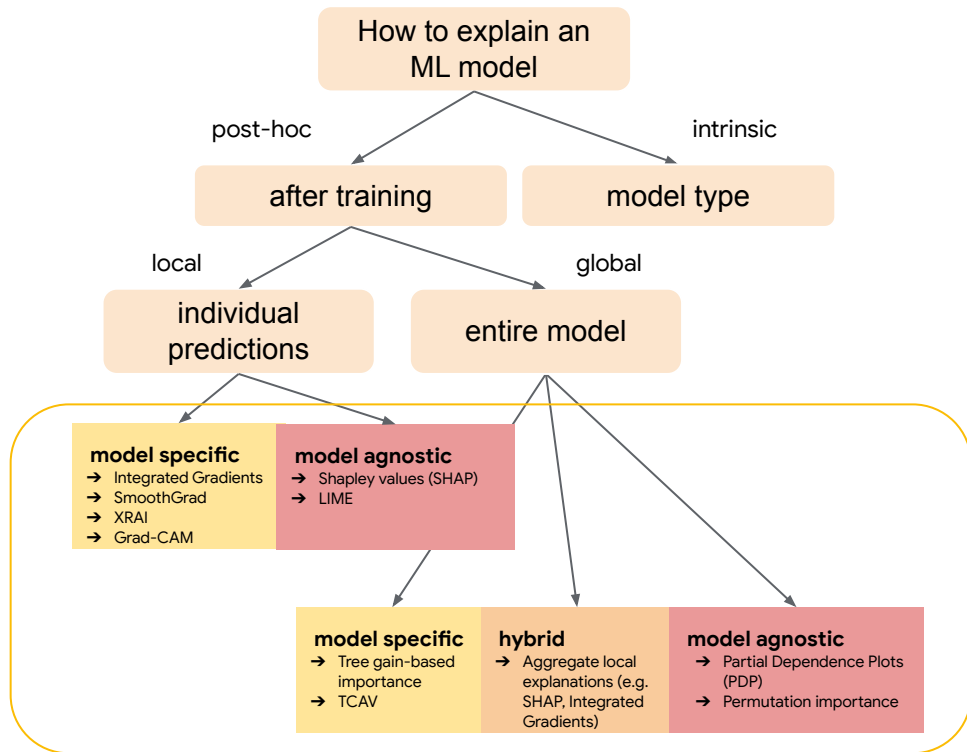 How to explain an
ML model
post-hoc
intrinsic
after training
model type
local
global
individual
predictions
entire model
model specific
➔ Integrated Gradients
➔ SmoothGrad
➔ XRAI
➔ Grad-CAM
model agnostic
➔ Shapley values (SHAP)
➔ LIME
model specific
➔ Tree gain-based
importance
➔ TCAV
hybrid
➔ Aggregate local
explanations (e.g.
SHAP, Integrated
Gradients)
model agnostic
➔ Partial Dependence Plots
(PDP)
➔ Permutation importance